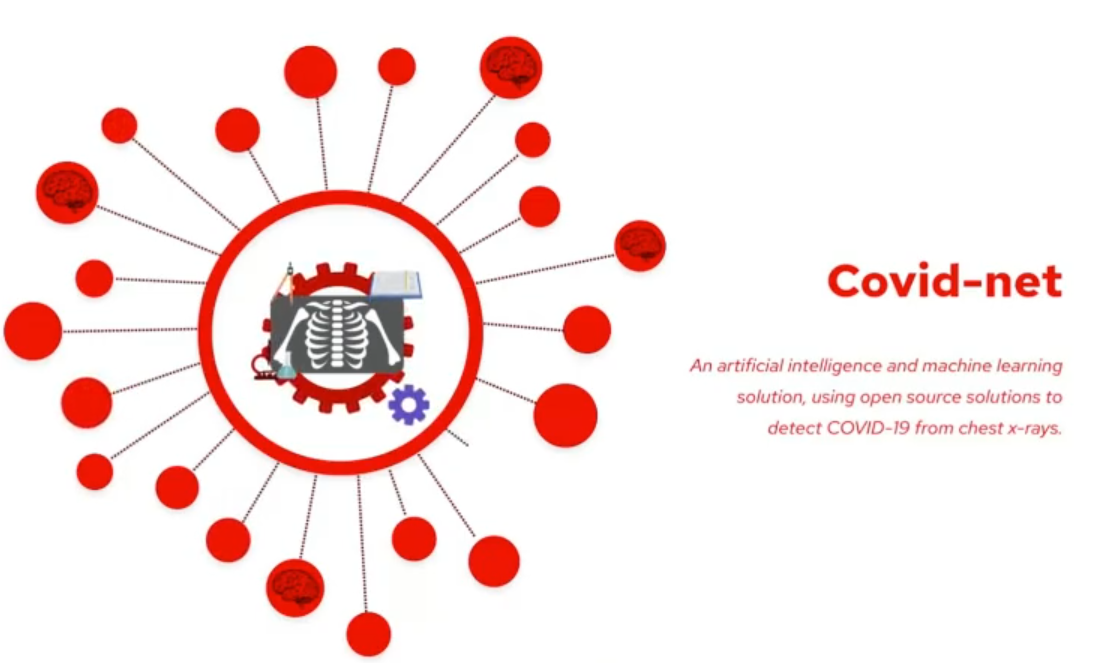 Covid-net
An artificial intelligence and machine learning
solution, using open source solutions to
detect COVID-19 from chest x-rays.